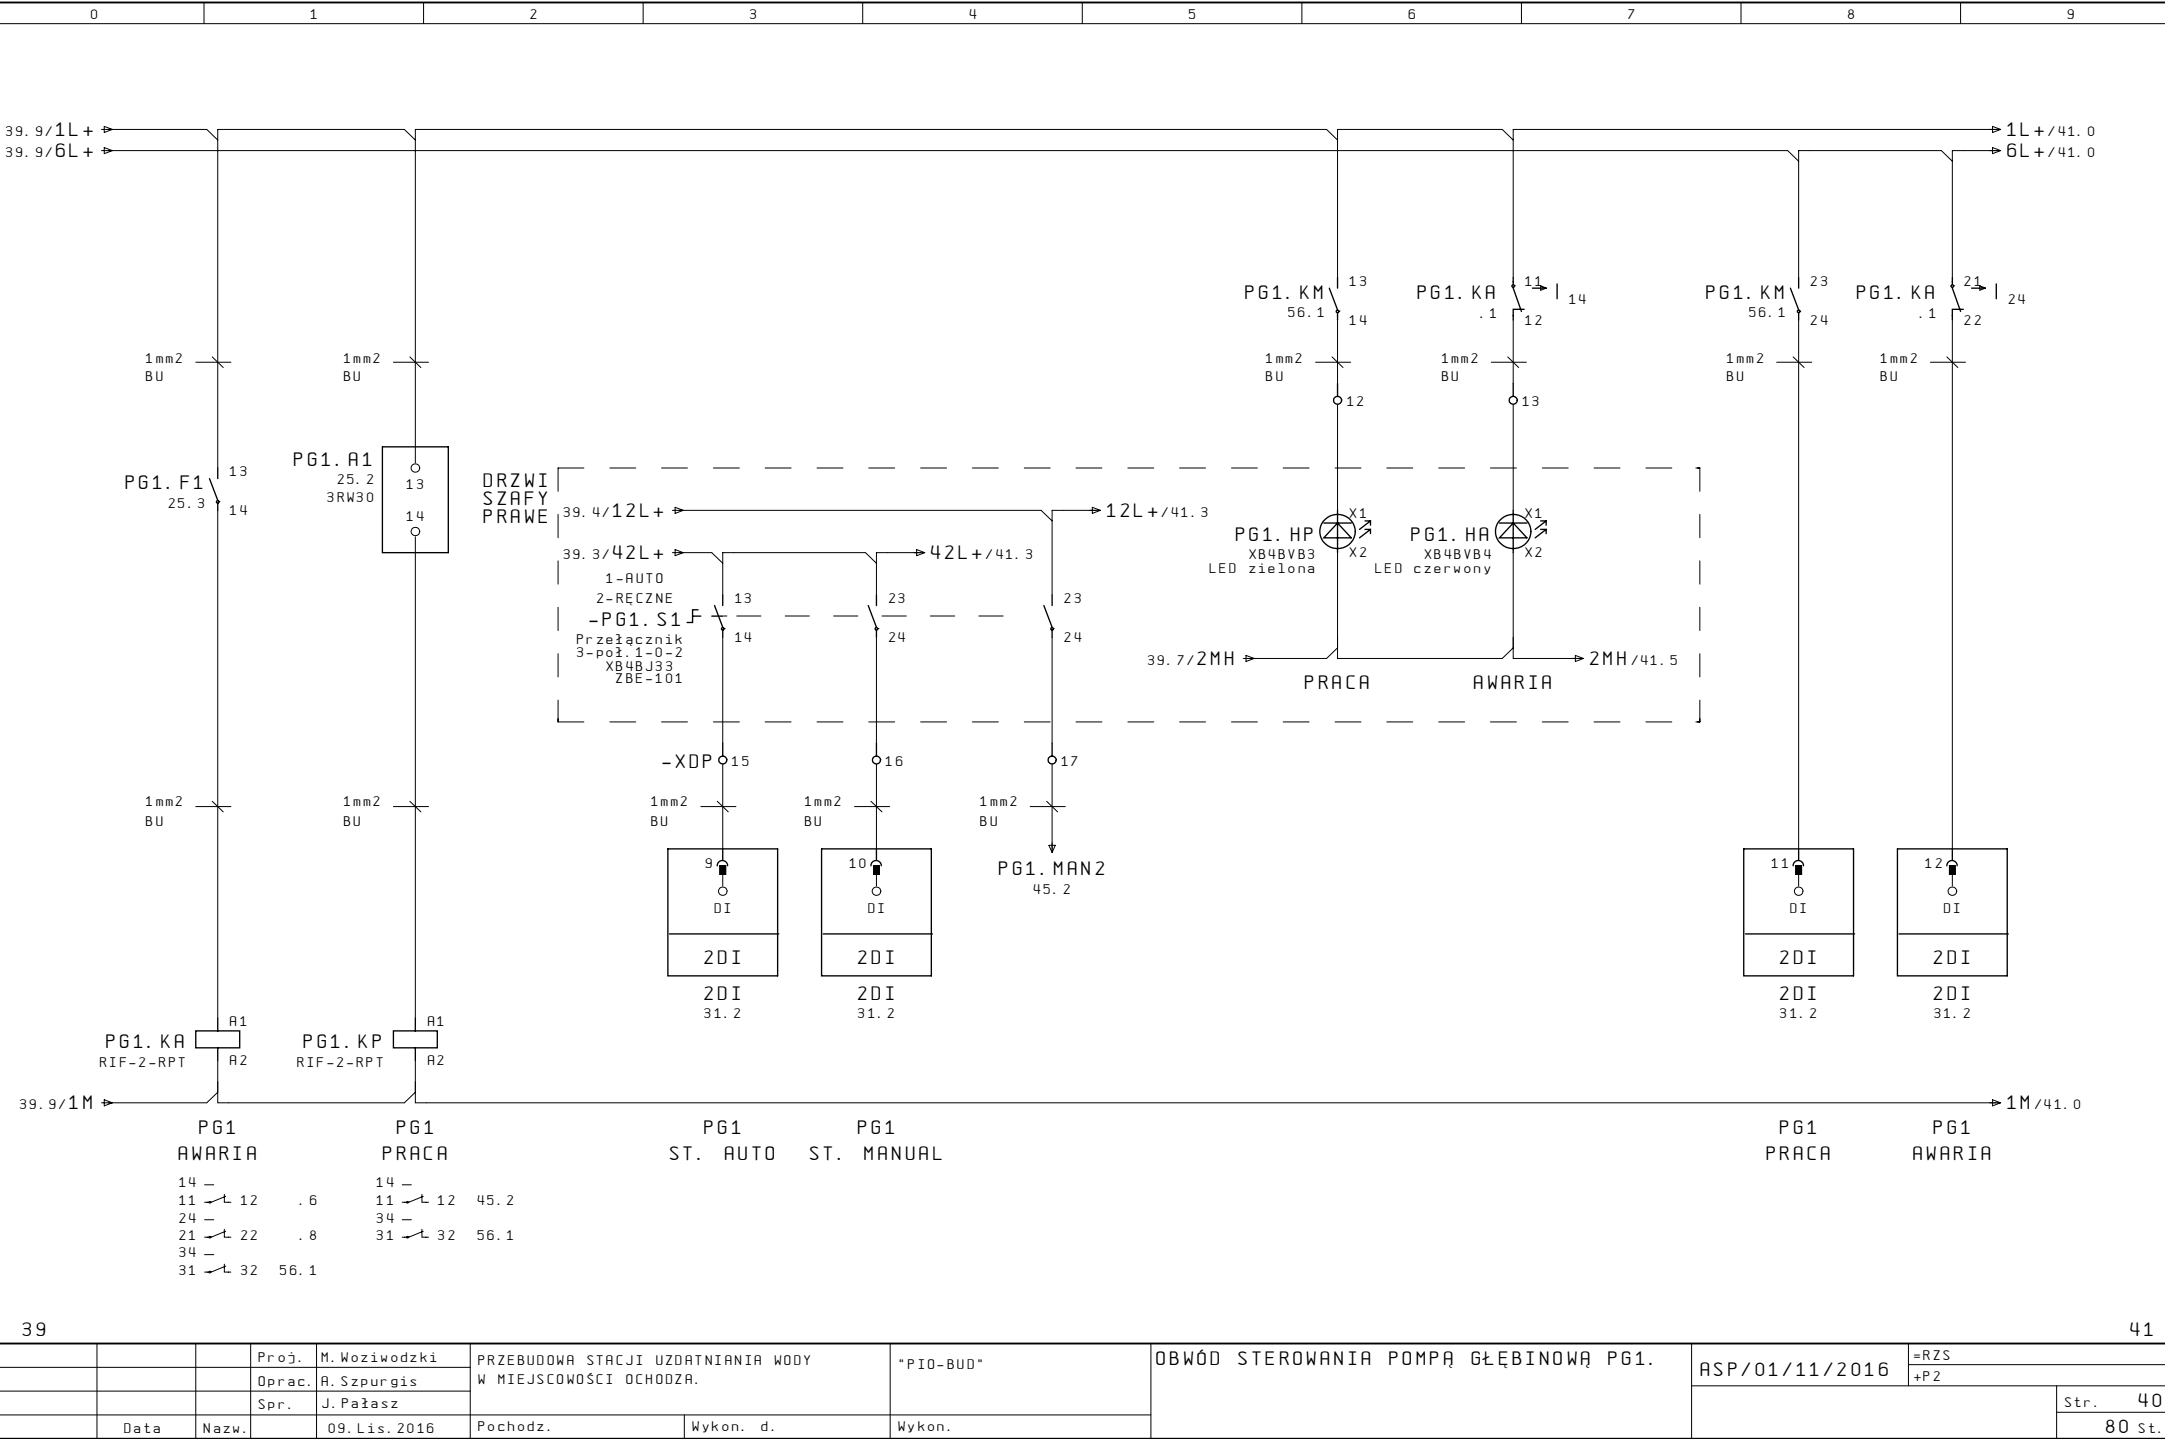 0 1 2 3 4 5 6 7 8 9
39.9/1L+
1L+/41.0
39.9/6L+
6L+/41.0
PG1.KM
56.1
13
14
PG1.KA
.1
11
14
12
PG1.KM
56.1
23
24
PG1.KA
.1
21
24
22
1mm2
BU
1mm2
BU
1mm2
BU
1mm2
BU
1mm2
BU
1mm2
BU
12
13
PG1.F1
25.3
13
14
PG1.A1
25.2
3RW30
13
14
DRZWI
SZAFY
PRAWE
39.4/12L+
12L+/41.3
39.3/42L+
42L+/41.3
1-AUTO
2-RĘCZNE
-PG1.S1
Przełącznik
3-poł.1-0-2
XB4BJ33
ZBE-101
13
14
23
24
23
24
PG1.HP
XB4BVB3
LED zielona
X1
X2
PG1.HA
XB4BVB4
LED czerwony
X1
X2
39.7/2MH
2MH/41.5
PRACA
AWARIA
-XDP
15
16
17
1mm2
BU
1mm2
BU
1mm2
BU
1mm2
BU
1mm2
BU
PG1.MAN2
45.2
9
DI
2DI
2DI
31.2
10
DI
2DI
2DI
31.2
11
DI
2DI
2DI
31.2
12
DI
2DI
2DI
31.2
PG1.KA
RIF-2-RPT
A1
A2
PG1.KP
RIF-2-RPT
A1
A2
39.9/1M
1M/41.0
PG1
AWARIA
PG1
PRACA
PG1
ST. AUTO
PG1
ST. MANUAL
PG1
PRACA
PG1
AWARIA
14
11 12 .6
24
21 22 .8
34
31 32 56.1
14
11 12 45.2
34
31 32 56.1
39
41
Proj. M.Woziwodzki
Oprac. A.Szpurgis
Spr. J.Pałasz
Data Nazw. 09.Lis.2016
PRZEBUDOWA STACJI UZDATNIANIA WODY
W MIEJSCOWOŚCI OCHODZA.
Pochodz. Wykon. d. Wykon.
"PIO-BUD"
OBWÓD STEROWANIA POMPĄ GŁĘBINOWĄ PG1.
ASP/01/11/2016
=RZS
+P2
Str. 40
80 St.